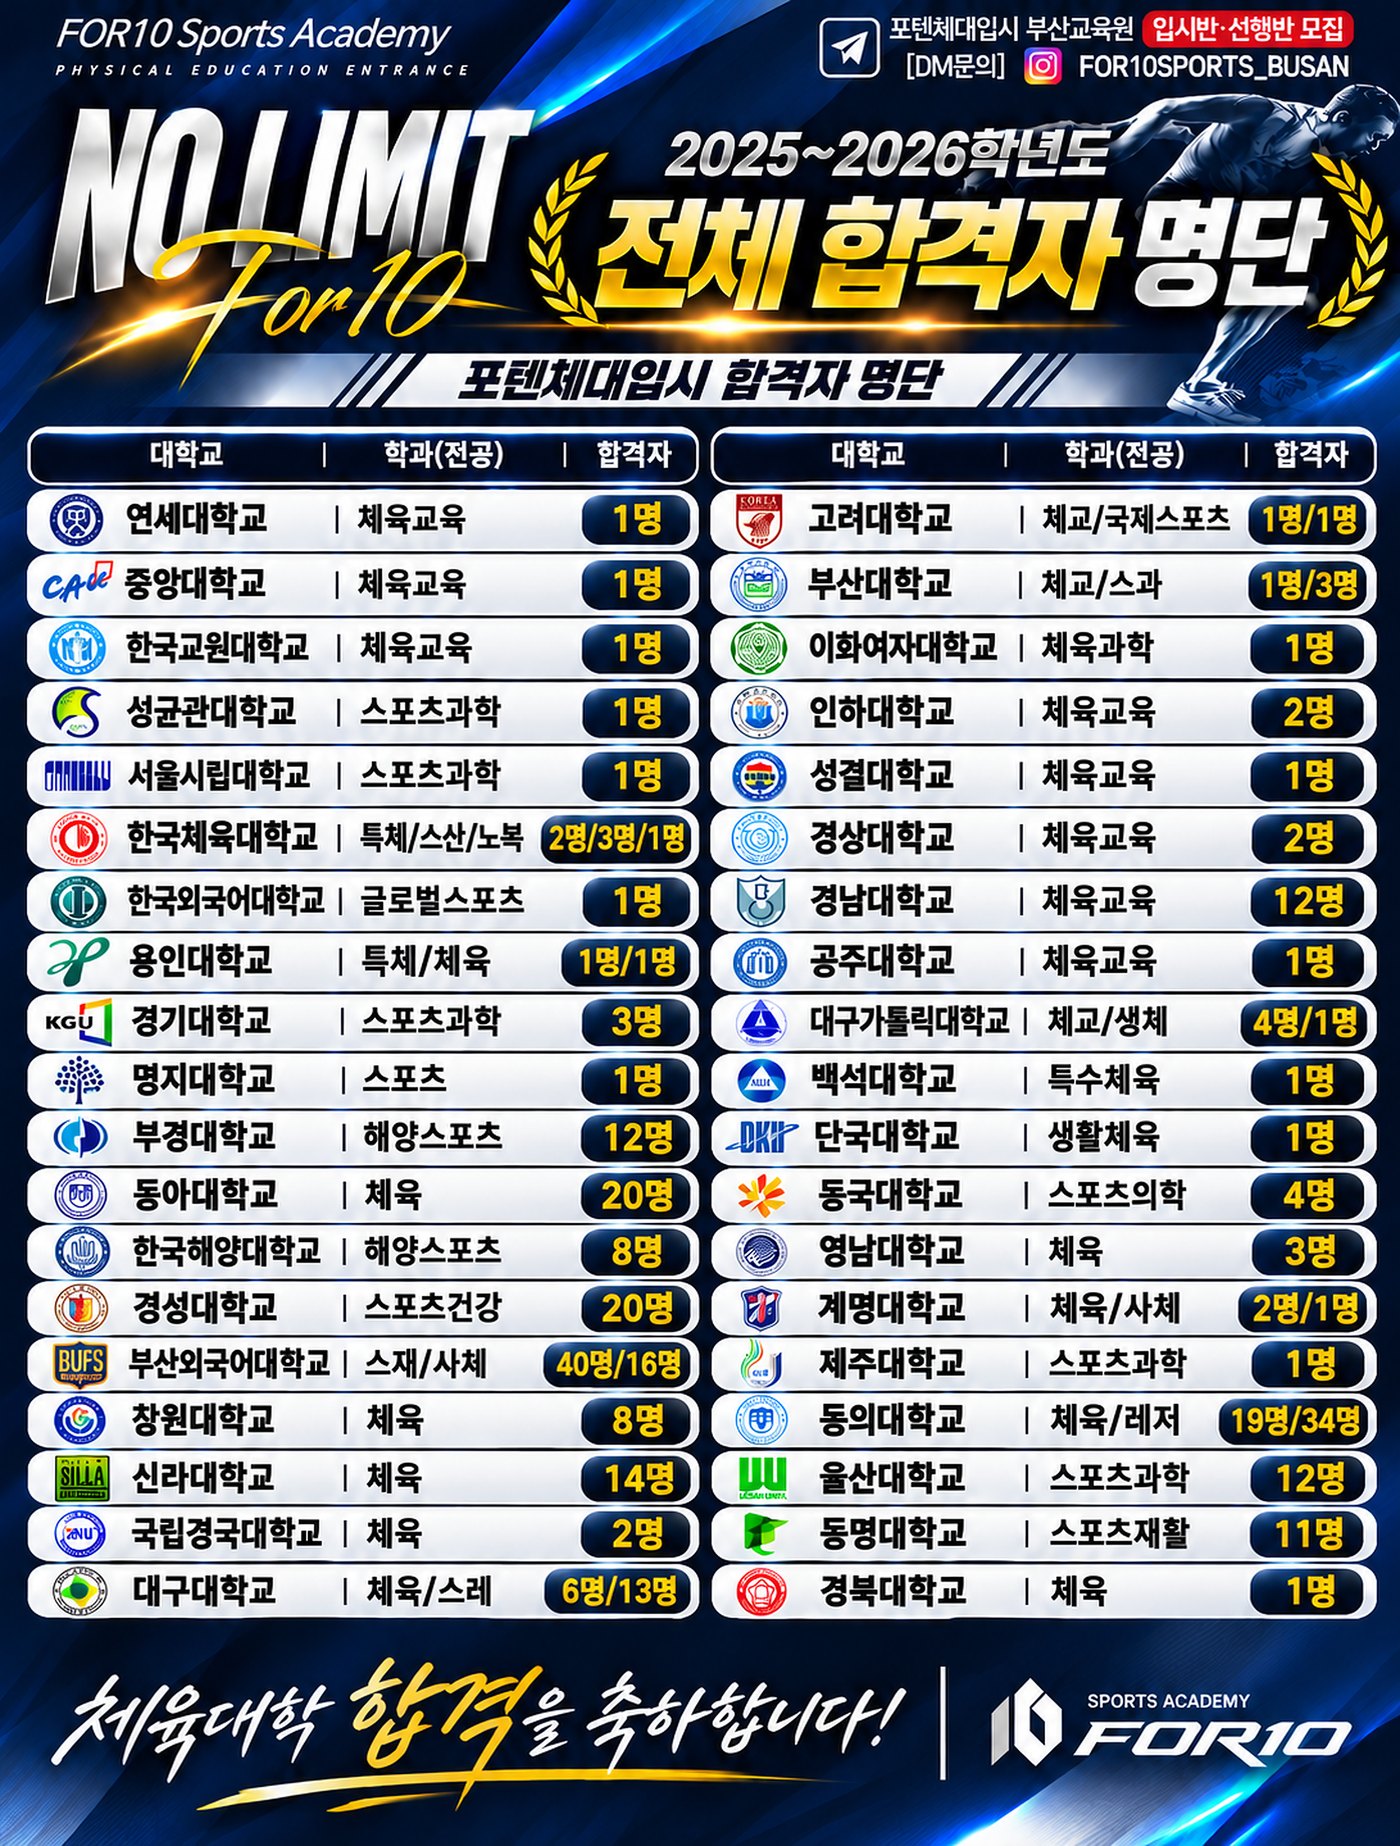 FOR10 Sports Academy
PHYSICAL EDUCATION ENTRANCE
포텐체대입시 부산교육원 입시반·선행반 모집
[DM문의] FOR10SPORTS_BUSAN
NO LIMIT
For10
2025~2026학년도
전체 합격자 명단
포텐체대입시 합격자 명단
대학교 | 학과(전공) | 합격자
연세대학교 | 체육교육 1명
중앙대학교 | 체육교육 1명
한국교원대학교 | 체육교육 1명
성균관대학교 | 스포츠과학 1명
서울시립대학교 | 스포츠과학 1명
한국체육대학교 | 특체/스산/노복 2명/3명/1명
한국외국어대학교 | 글로벌스포츠 1명
용인대학교 | 특체/체육 1명/1명
KGU 경기대학교 | 스포츠과학 3명
명지대학교 | 스포츠 1명
부경대학교 | 해양스포츠 12명
동아대학교 | 체육 20명
한국해양대학교 | 해양스포츠 8명
경성대학교 | 스포츠건강 20명
BUFS 부산외국어대학교 | 스재/사체 40명/16명
창원대학교 | 체육 8명
SILLA 신라대학교 | 체육 14명
국립경국대학교 | 체육 2명
대구대학교 | 체육/스레 6명/13명
대학교 | 학과(전공) | 합격자
고려대학교 | 체교/국제스포츠 1명/1명
부산대학교 | 체교/스과 1명/3명
이화여자대학교 | 체육과학 1명
인하대학교 | 체육교육 2명
성결대학교 | 체육교육 1명
경상대학교 | 체육교육 2명
경남대학교 | 체육교육 12명
공주대학교 | 체육교육 1명
대구가톨릭대학교 | 체교/생체 4명/1명
백석대학교 | 특수체육 1명
DKU 단국대학교 | 생활체육 1명
동국대학교 | 스포츠의학 4명
영남대학교 | 체육 3명
계명대학교 | 체육/사체 2명/1명
제주대학교 | 스포츠과학 1명
동의대학교 | 체육/레저 19명/34명
울산대학교 | 스포츠과학 12명
동명대학교 | 스포츠재활 11명
경북대학교 | 체육 1명
체육대학 합격을 축하합니다!
SPORTS ACADEMY
FOR10